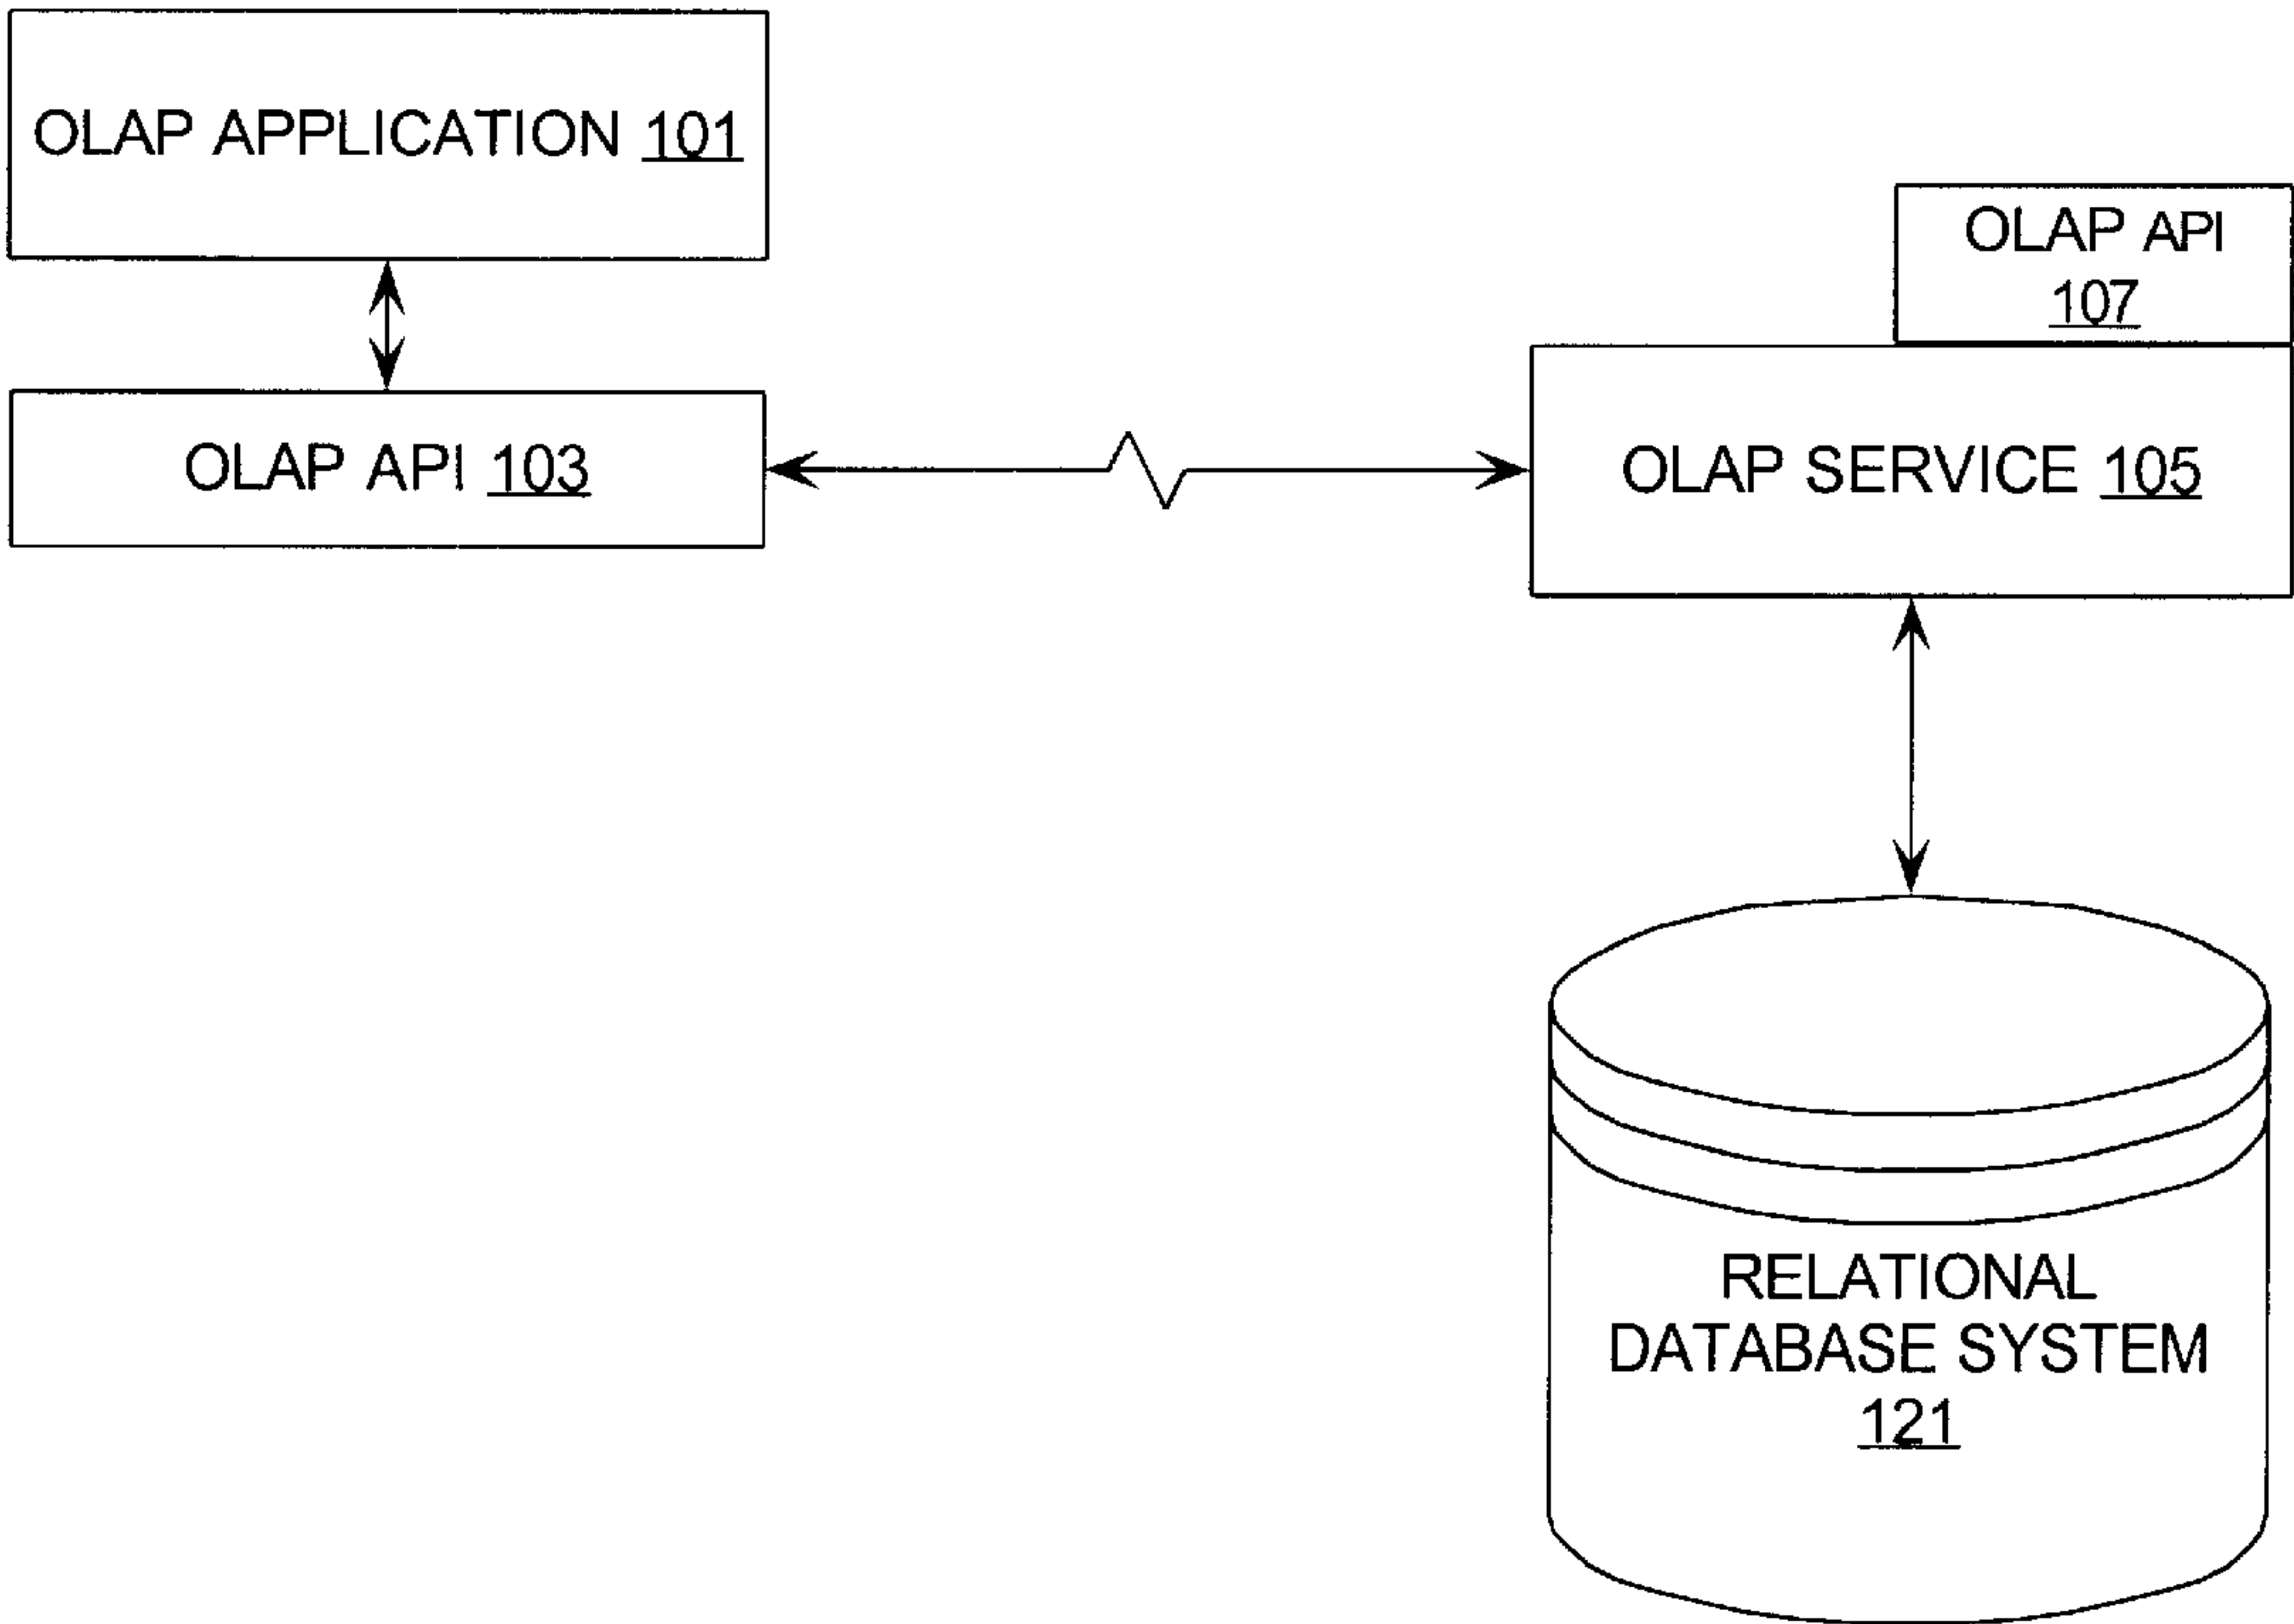 OLAP APPLICATION 101
OLAP API
107
OLAP API 103
OLAP SERVICE 105
RELATIONAL
DATABASE SYSTEM
121